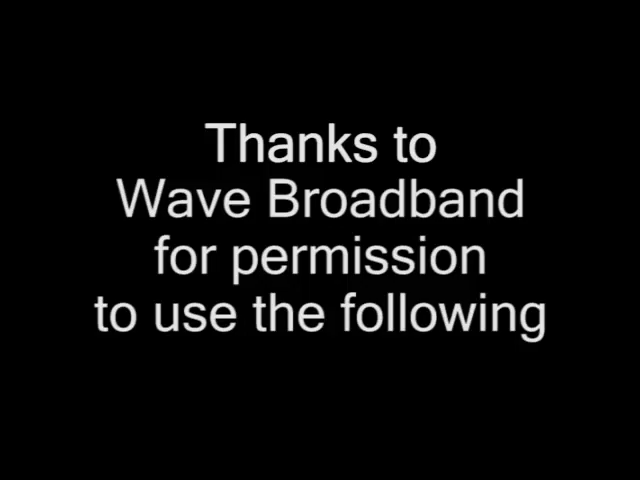 Thanks to
Wave Broadband
for permission
to use the following